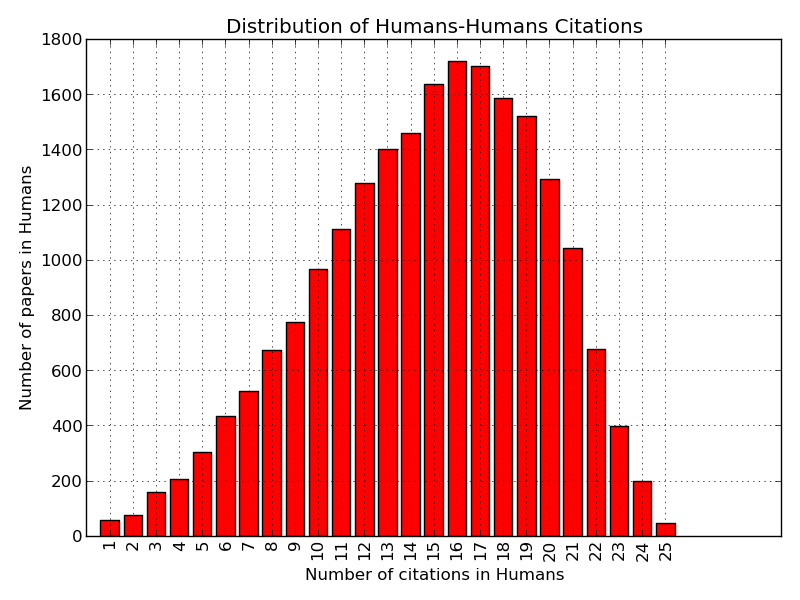 Distribution of Humans-Humans Citations
1800
1600
1400
1200
1000
800
600
400
200
0
Number of papers in Humans
1 2 3 4 5 6 7 8 9 10 11 12 13 14 15 16 17 18 19 20 21 22 23 24 25
Number of citations in Humans